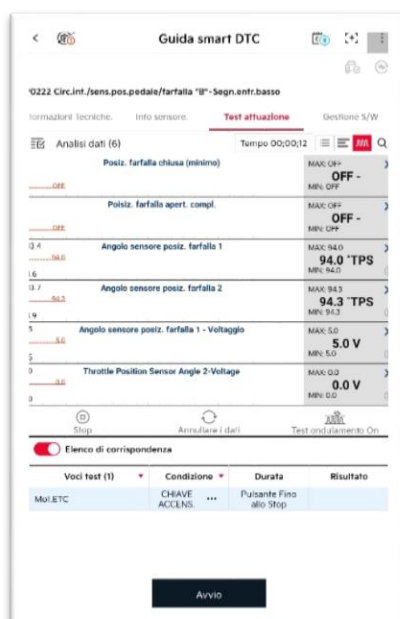 Guida smart DTC
0222 Circ.int./sens.pos.pedale/farfalla "B"-Segn.entr.basso
Info sensore.
Test attuazione
Gestione S/W
Analisi dati (6)
Tempo 00;00;12
Posiz. farfalla chiusa (minimo)
MAX: OFF
OFF
OFF -
MIN: OFF
Poisiz. farfalla apert. compl.
MAX: OFF
OFF
OFF -
MIN: OFF
Angolo sensore posiz. farfalla 1
MAX: 94.0
94.0
94.0 °TPS
MIN: 94.0
Angolo sensore posiz. farfalla 2
MAX: 94.3
94.3
94.3 °TPS
MIN: 94.3
Angolo sensore posiz. farfalla 1 - Voltaggio
MAX: 5.0
5.0
5.0 V
MIN: 5.0
Throttle Position Sensor Angle 2-Voltage
MAX: 0.0
0.0
0.0 V
MIN: 0.0
Stop
Annullare i dati
Test ondulamento On
Elenco di corrispondenza
Voci test (1)
Condizione
Durata
Risultato
Mot.ETC
CHIAVE
ACCENS.
...
Pulsante Fino
allo Stop
Avvio